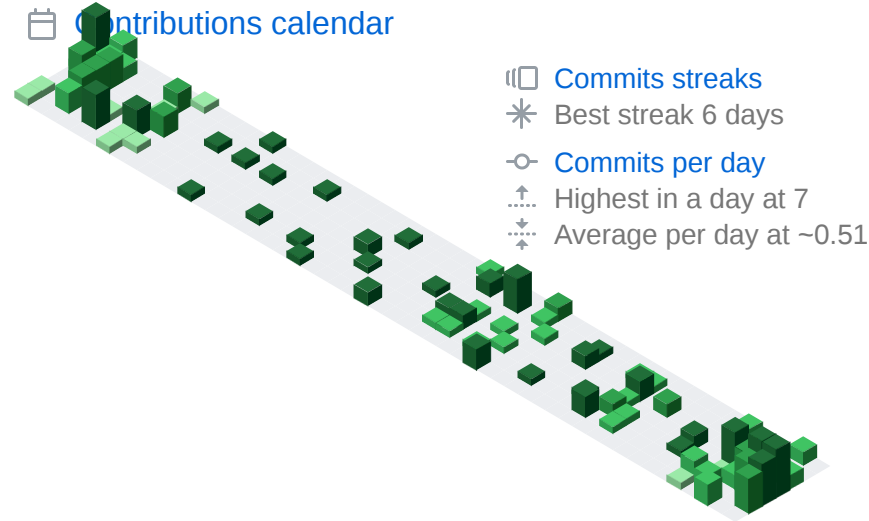 Contributions calendar
Commits streaks
Best streak 6 days
Commits per day
Highest in a day at 7
Average per day at ~0.51